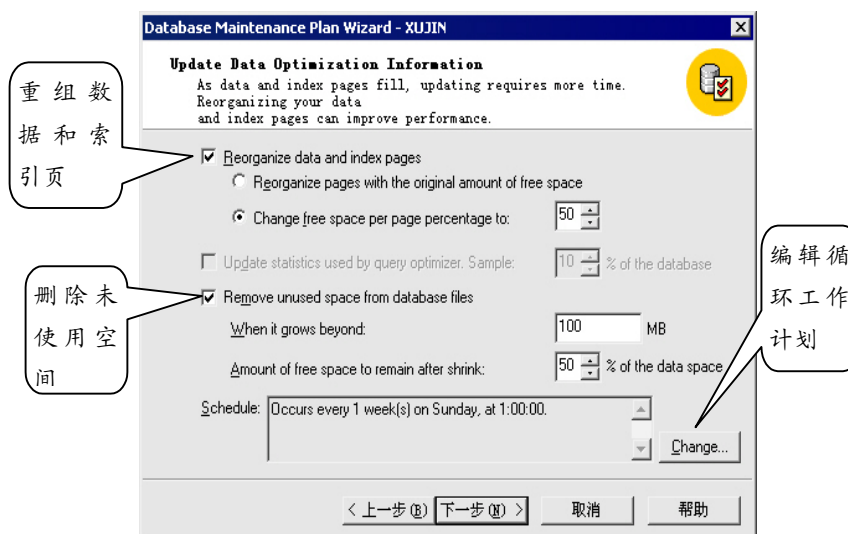 Database Maintenance Plan Wizard - XUJIN
Update Data Optimization Information
As data and index pages fill, updating requires more time.
Reorganizing your data
and index pages can improve performance.
重组数
据和索
引页
Reorganize data and index pages
Reorganize pages with the original amount of free space
Change free space per page percentage to:
50
Update statistics used by query optimizer. Sample:
10
% of the database
删除未
使用空
间
Remove unused space from database files
When it grows beyond:
100
MB
Amount of free space to remain after shrink:
50
% of the data space
编辑循
环工作
计划
Schedule:
Occurs every 1 week(s) on Sunday, at 1:00:00.
Change...
< 上一步(B)
下一步(N) >
取消
帮助